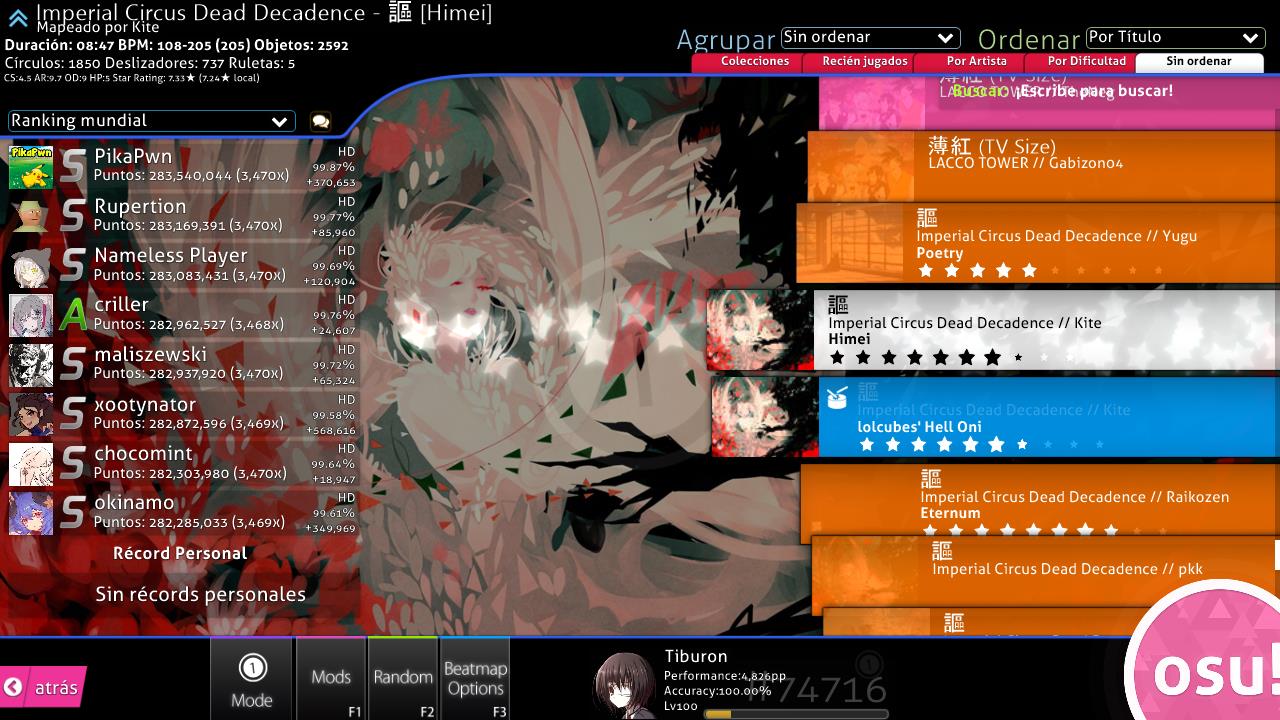 Imperial Circus Dead Decadence - 謳 [Himei]
Mapeado por Kite
Duración: 08:47 BPM: 108-205 (205) Objetos: 2592
Círculos: 1850 Deslizadores: 737 Ruletas: 5
CS:4.5 AR:9.7 OD:9 HP:5 Star Rating: 7.33★ (7.24★ local)
Agrupar Sin ordenar
Ordenar Por Título
Colecciones
Recién jugados
Por Artista
Por Dificultad
Sin ordenar
Buscar: ¡Escribe para buscar!
薄紅 (TV Size)
Ranking mundial
PikaPwn
Puntos: 283,540,044 (3,470x)
HD
99.87%
+370,653
Rupertion
Puntos: 283,169,391 (3,470x)
HD
99.77%
+85,960
Nameless Player
Puntos: 283,083,431 (3,470x)
HD
99.69%
+120,904
criller
Puntos: 282,962,527 (3,468x)
HD
99.76%
+24,607
maliszewski
Puntos: 282,937,920 (3,470x)
HD
99.72%
+65,324
xootynator
Puntos: 282,872,596 (3,469x)
HD
99.58%
+568,616
chocomint
Puntos: 282,303,980 (3,470x)
HD
99.64%
+18,947
okinamo
Puntos: 282,285,033 (3,469x)
HD
99.61%
+349,969
Récord Personal
Sin récords personales
薄紅 (TV Size)
LACCO TOWER // Gabizon04
謳
Imperial Circus Dead Decadence // Yugu
Poetry
謳
Imperial Circus Dead Decadence // Kite
Himei
謳
Imperial Circus Dead Decadence // Kite
lolcubes' Hell Oni
謳
Imperial Circus Dead Decadence // Raikozen
Eternum
謳
Imperial Circus Dead Decadence // pkk
謳
atrás
Mode
Mods
F1
Random
F2
Beatmap
Options
F3
Tiburon
Performance:4,826pp
Accuracy:100.00%
Lv100
#74716
osu!